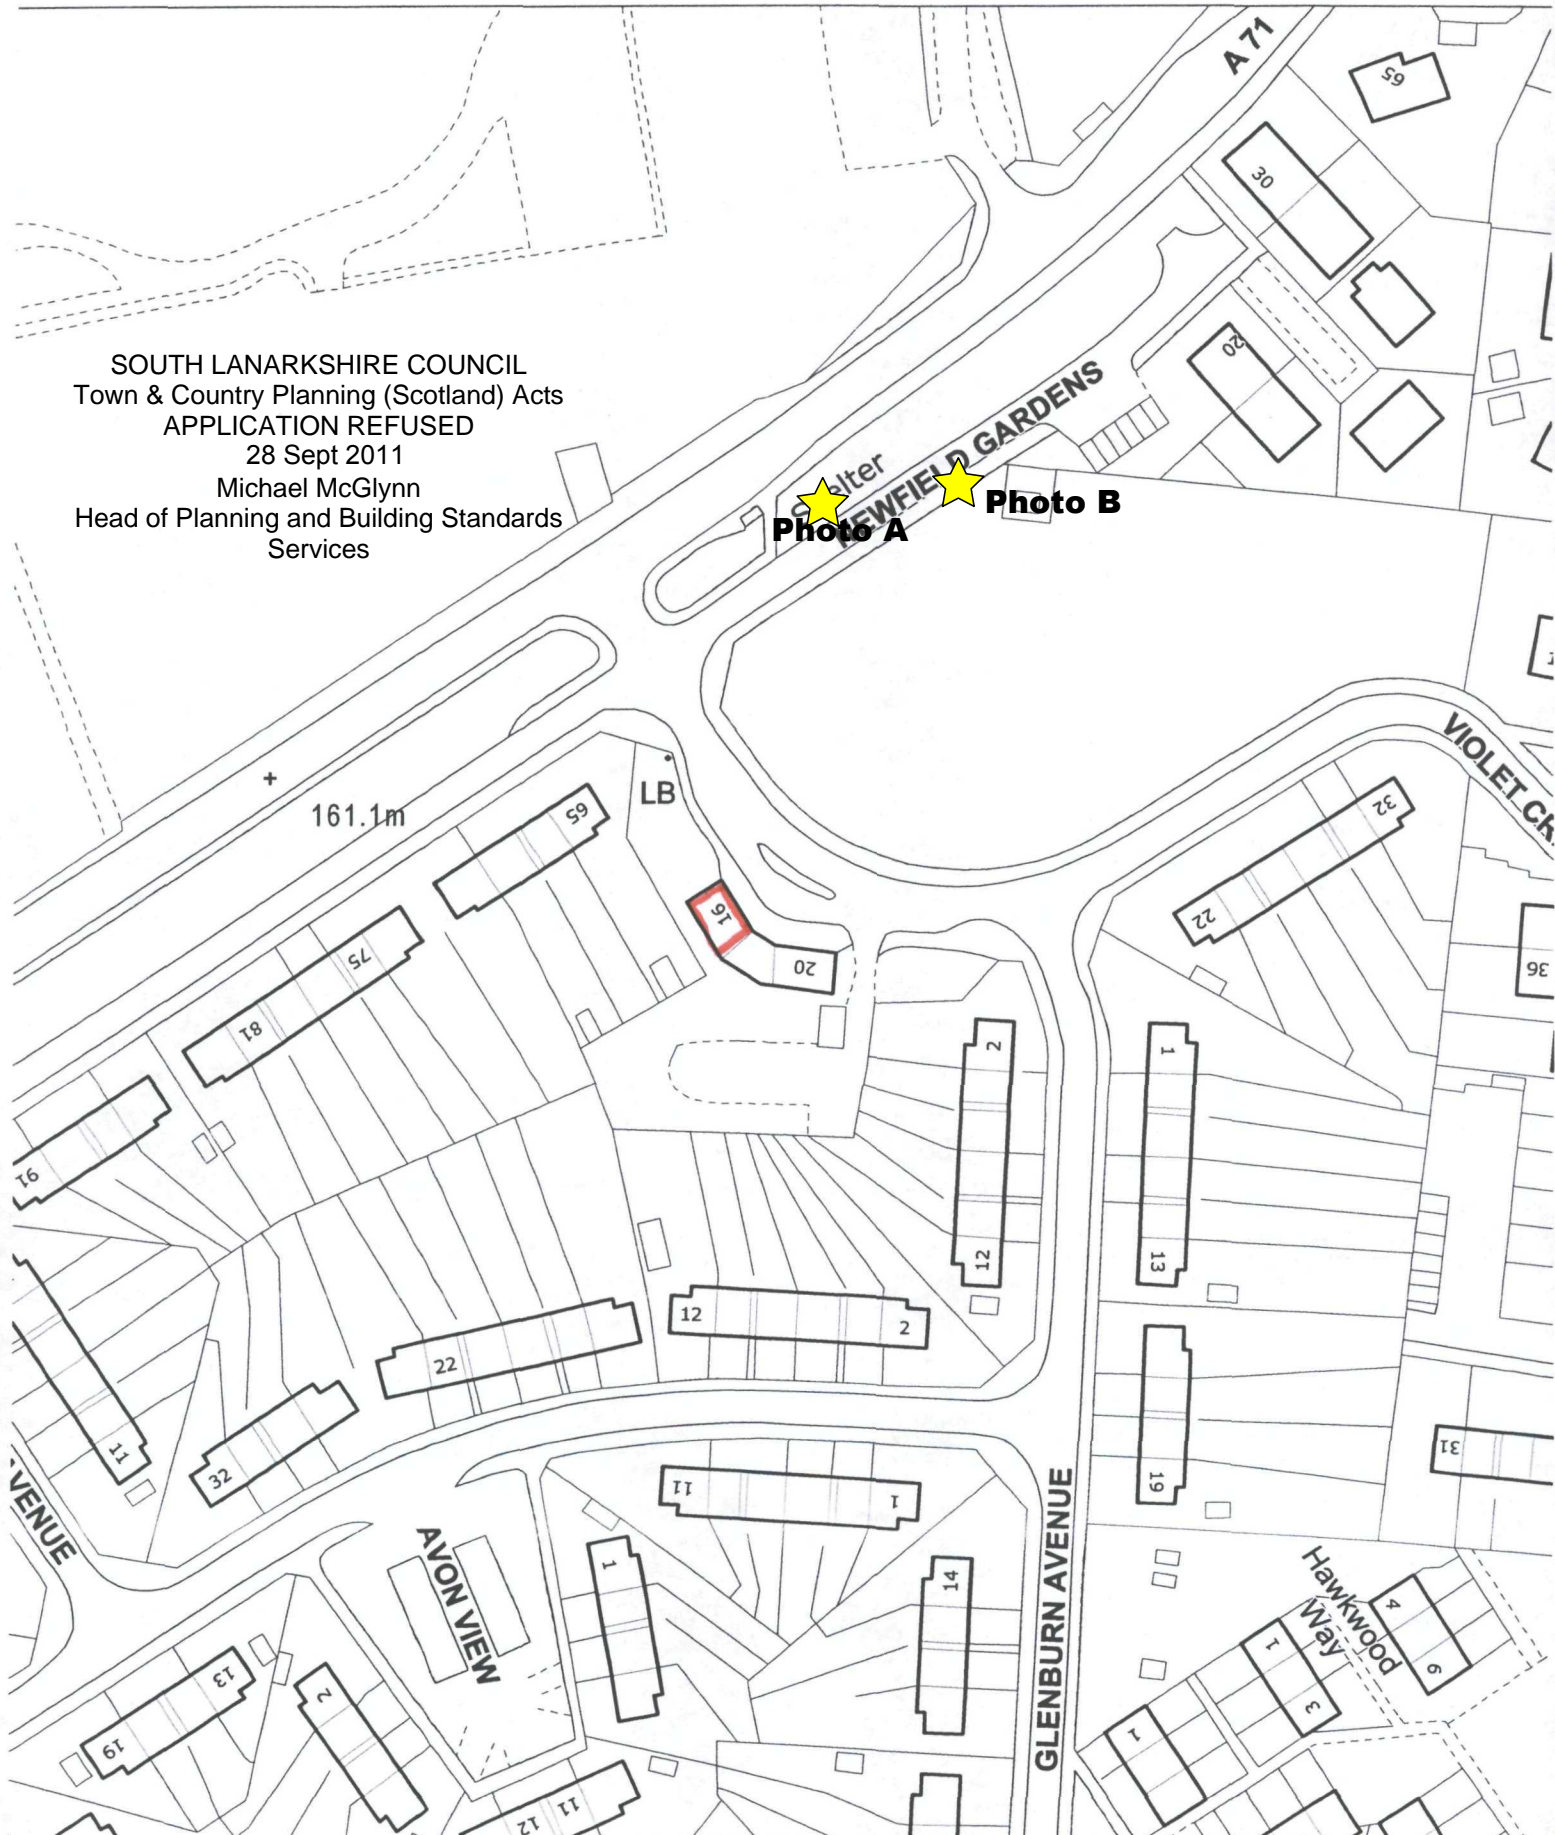 A 71
65
30
SOUTH LANARKSHIRE COUNCIL
Town & Country Planning (Scotland) Acts
APPLICATION REFUSED
28 Sept 2011
Michael McGlynn
Head of Planning and Building Standards
Services
20
NEWFIELD GARDENS
Photo A
Photo B
VIOLET
161.1m
LB
65
32
22
16
20
75
81
36
91
2
1
12
13
12
2
22
32
11
19
31
11
1
AVENUE
AVON VIEW
1
14
GLENBURN AVENUE
Hawkwood
Way
4
6
1
3
1
13
19
2
11
12